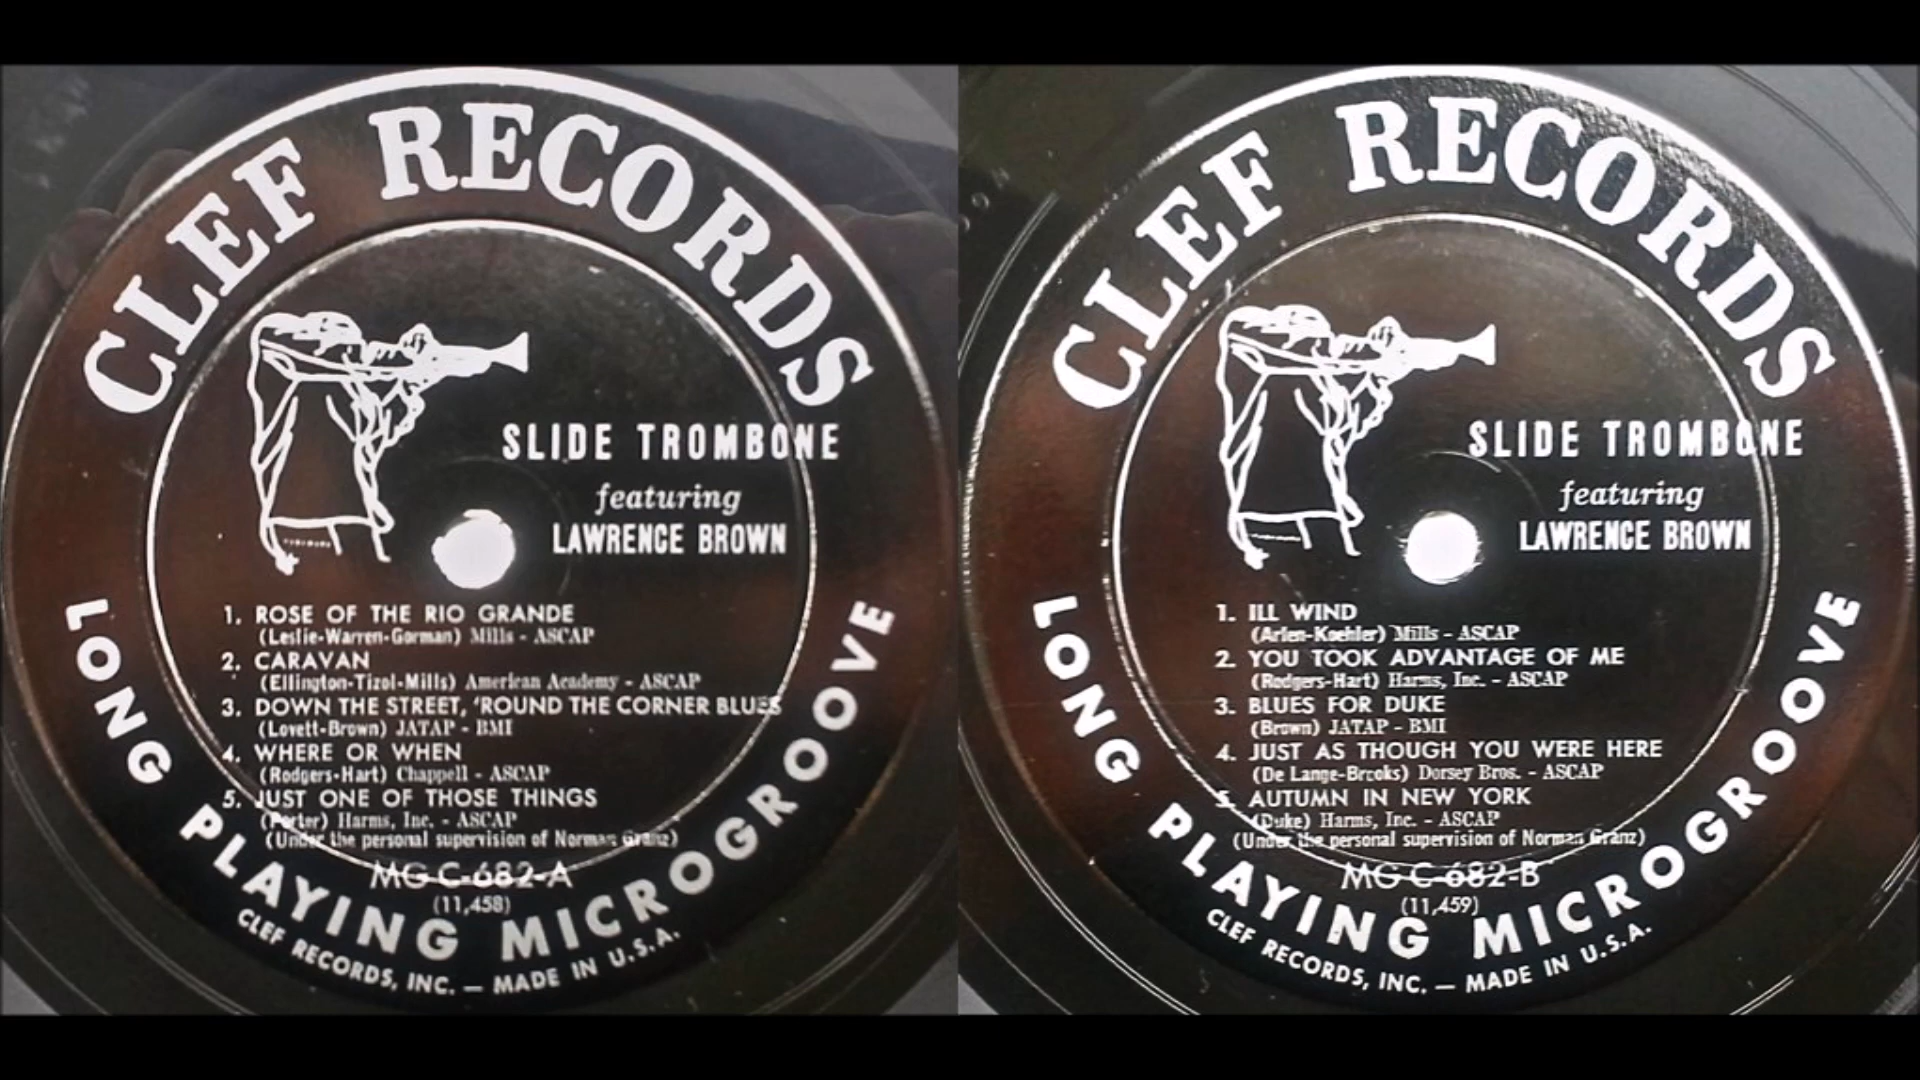 CLEF RECORDS
SLIDE TROMBONE
featuring
LAWRENCE BROWN
1. ROSE OF THE RIO GRANDE
(Leslie-Warren-Gorman) Mills - ASCAP
2. CARAVAN
(Ellington-Tizol-Mills) American Academy - ASCAP
3. DOWN THE STREET, 'ROUND THE CORNER BLUES
(Lovett-Brown) JATAP - BMI
4. WHERE OR WHEN
(Rodgers-Hart) Chappell - ASCAP
5. JUST ONE OF THOSE THINGS
(Porter) Harms, Inc. - ASCAP
(Under the personal supervision of Norman Granz)
MG C-682-A
(11,458)
LONG PLAYING MICROGROOVE
CLEF RECORDS, INC. — MADE IN U.S.A.
CLEF RECORDS
SLIDE TROMBONE
featuring
LAWRENCE BROWN
1. ILL WIND
(Arlen-Koehler) Mills - ASCAP
2. YOU TOOK ADVANTAGE OF ME
(Rodgers-Hart) Harms, Inc. - ASCAP
3. BLUES FOR DUKE
(Brown) JATAP - BMI
4. JUST AS THOUGH YOU WERE HERE
(De Lange-Brooks) Dorsey Bros. - ASCAP
5. AUTUMN IN NEW YORK
(Duke) Harms, Inc. - ASCAP
(Under the personal supervision of Norman Granz)
MG C-682-B
(11,459)
LONG PLAYING MICROGROOVE
CLEF RECORDS, INC. — MADE IN U.S.A.